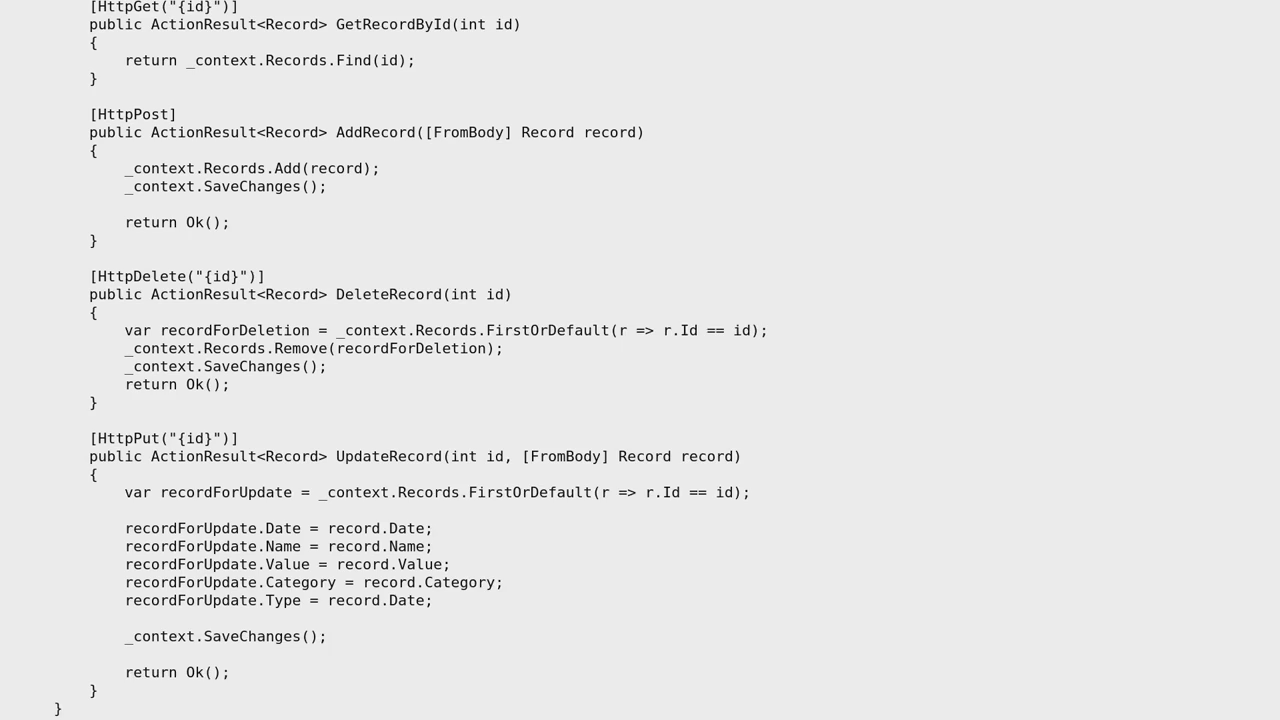 [HttpGet("{id}")]
public ActionResult<Record> GetRecordById(int id)
{
return _context.Records.Find(id);
}
[HttpPost]
public ActionResult<Record> AddRecord([FromBody] Record record)
{
_context.Records.Add(record);
_context.SaveChanges();
return Ok();
}
[HttpDelete("{id}")]
public ActionResult<Record> DeleteRecord(int id)
{
var recordForDeletion = _context.Records.FirstOrDefault(r => r.Id == id);
_context.Records.Remove(recordForDeletion);
_context.SaveChanges();
return Ok();
}
[HttpPut("{id}")]
public ActionResult<Record> UpdateRecord(int id, [FromBody] Record record)
{
var recordForUpdate = _context.Records.FirstOrDefault(r => r.Id == id);
recordForUpdate.Date = record.Date;
recordForUpdate.Name = record.Name;
recordForUpdate.Value = record.Value;
recordForUpdate.Category = record.Category;
recordForUpdate.Type = record.Date;
_context.SaveChanges();
return Ok();
}
}